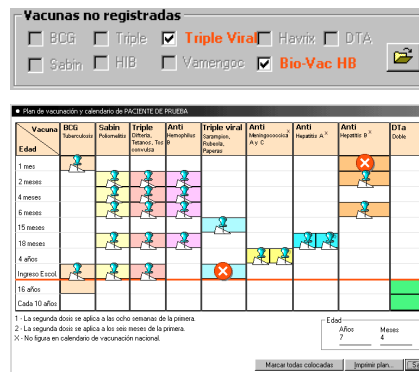 Vacunas no registradas
BCG Triple Triple Viral Havrix DTA
Sabin HIB Vamengoc Bio-Vac HB
Plan de vacunación y calendario de PACIENTE DE PRUEBA
Vacuna
Edad
BCG
Tuberculosis
Sabin
Poliomelitis
Triple
Difteria,
Tetanos, Tos
convulsa
Anti
Hemophilus
B
Triple viral
Sarampion,
Rubeola,
Paperas
Anti
Meningococcica X
A y C
Anti
Hepatitis A X
Anti
Hepatitis B X
DTa
Doble
1 mes
2 meses
4 meses
6 meses
15 meses
18 meses
4 años
Ingreso Escol.
16 años
Cada 10 años
1 - La segunda dosis se aplica a las ocho semanas de la primera.
2 - La segunda dosis se aplica a los seis meses de la primera.
X - No figura en calendario de vacunación nacional.
Edad
Años Meses
7 4
Marcar todas colocadas Imprimir plan...